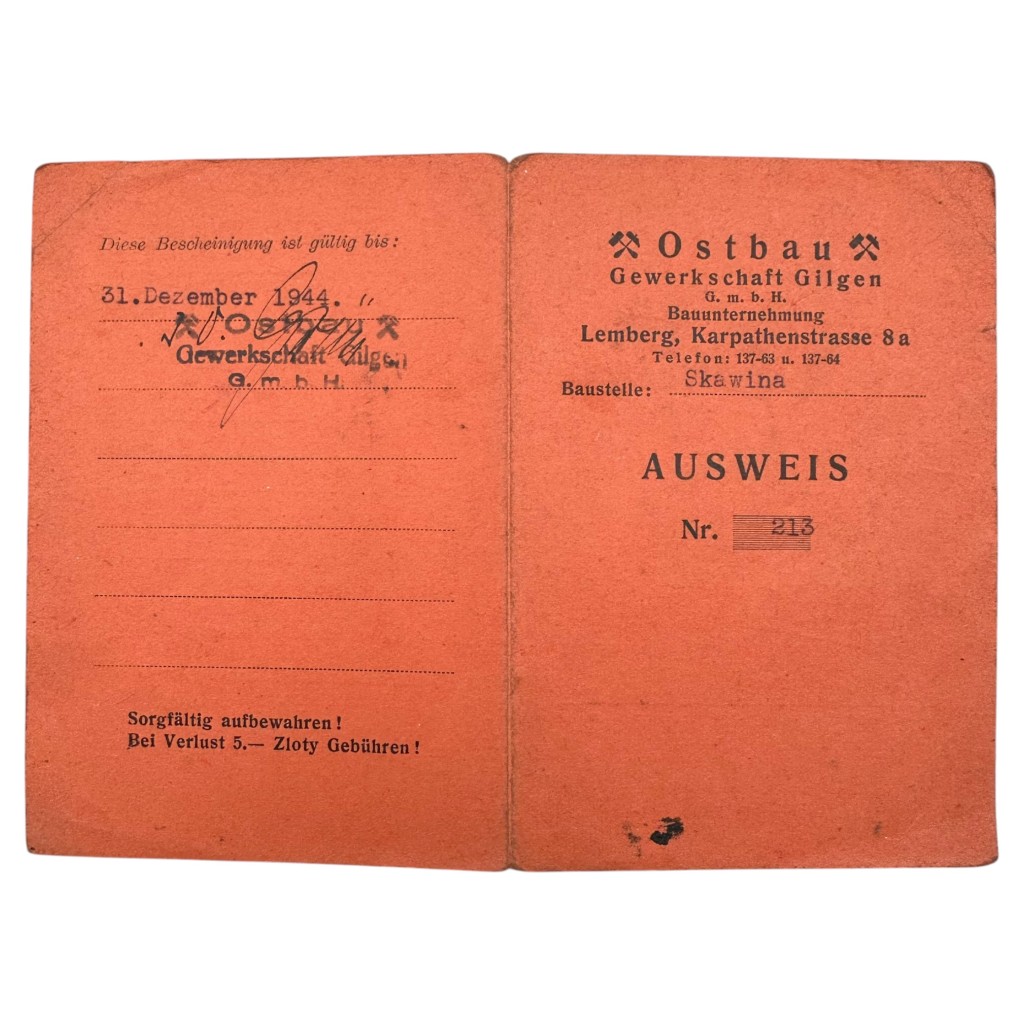 Diese Bescheinigung ist gültig bis:
31.Dezember 1944. "
Ostbau
Gewerkschaft Gilgen
G. m. b. H.
Sorgfältig aufbewahren!
Bei Verlust 5.— Zloty Gebühren!
Ostbau
Gewerkschaft Gilgen
G. m. b. H.
Bauunternehmung
Lemberg, Karpathenstrasse 8a
Telefon: 137-63 u. 137-64
Baustelle: Skawina
AUSWEIS
Nr. 213